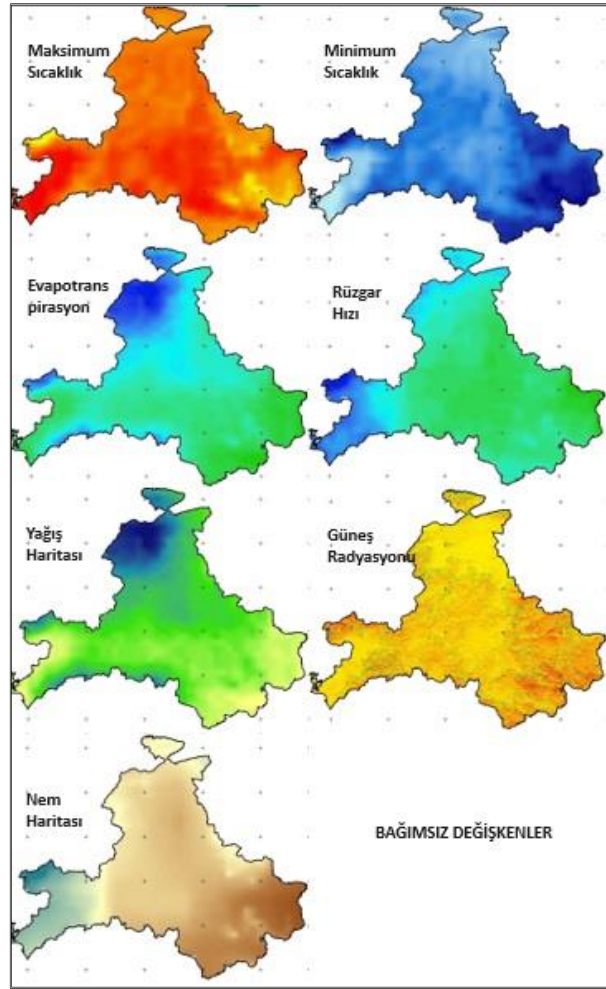 Maksimum
Sıcaklık
Minimum
Sıcaklık
Evapotrans
pirasyon
Rüzgar
Hızı
Yağış
Haritası
Güneş
Radyasyonu
Nem
Haritası
BAĞIMSIZ DEĞİŞKENLER